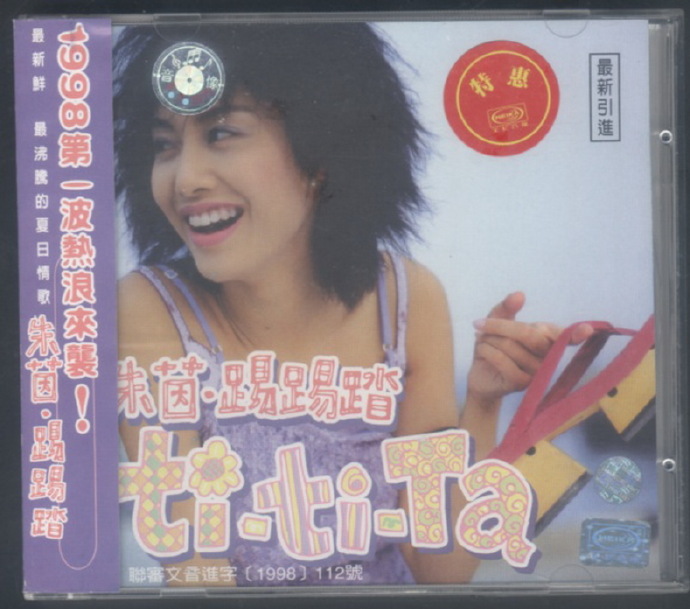 1998第一波熱浪來襲！
最新鮮 最沸騰的夏日情歌
朱茵·踢踢踏
音像
特惠
最新引進
朱茵·踢踢踏
ti-ti-Ta
聯審文音進字〔1998〕112號